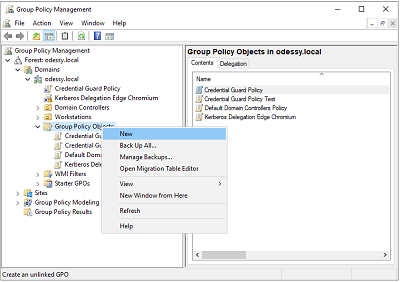 Group Policy Management
File Action View Window Help
Group Policy Management
Forest: odessy.local
Domains
odessy.local
Credential Guard Policy
Kerberos Delegation Edge Chromium
Domain Controllers
Workstations
Group Policy Objects
Credential Gu
Credential Gu
Default Doma
Kerberos Dele
WMI Filters
Starter GPOs
Sites
Group Policy Modeling
Group Policy Results
New
Back Up All...
Manage Backups...
Open Migration Table Editor
View
New Window from Here
Refresh
Help
Group Policy Objects in odessy.local
Contents Delegation
Name
Credential Guard Policy
Credential Guard Policy Test
Default Domain Controllers Policy
Kerberos Delegation Edge Chromium
Create an unlinked GPO